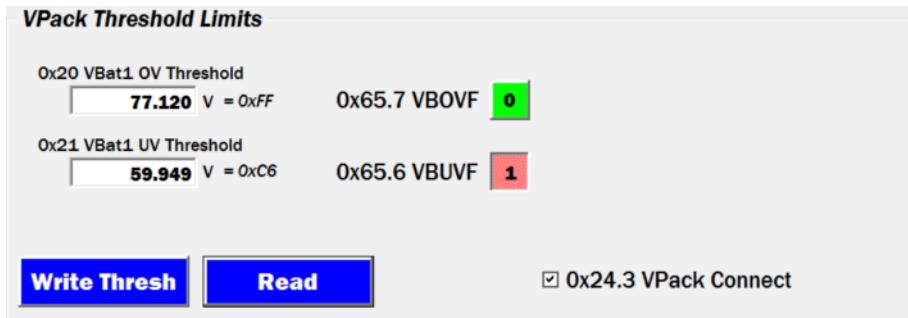 VPack Threshold Limits
0x20 VBat1 OV Threshold
77.120 V = 0xFF 0x65.7 VBOVF 0
0x21 VBat1 UV Threshold
59.949 V = 0xC6 0x65.6 VBUVF 1
Write Thresh Read 0x24.3 VPack Connect